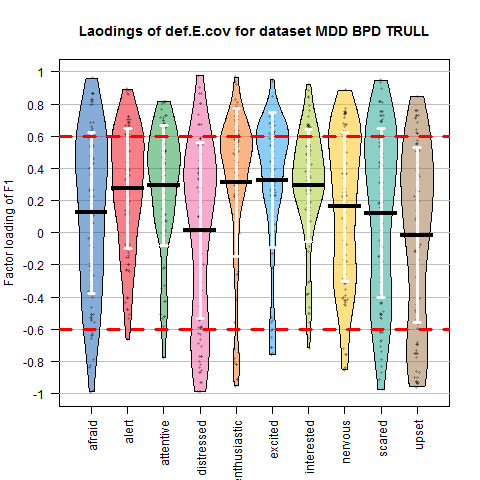 Laodings of def.E.cov for dataset MDD BPD TRULL
Factor loading of F1
1
0.8
0.6
0.4
0.2
0
-0.2
-0.4
-0.6
-0.8
-1
afraid
alert
attentive
distressed
enthusiastic
excited
interested
nervous
scared
upset